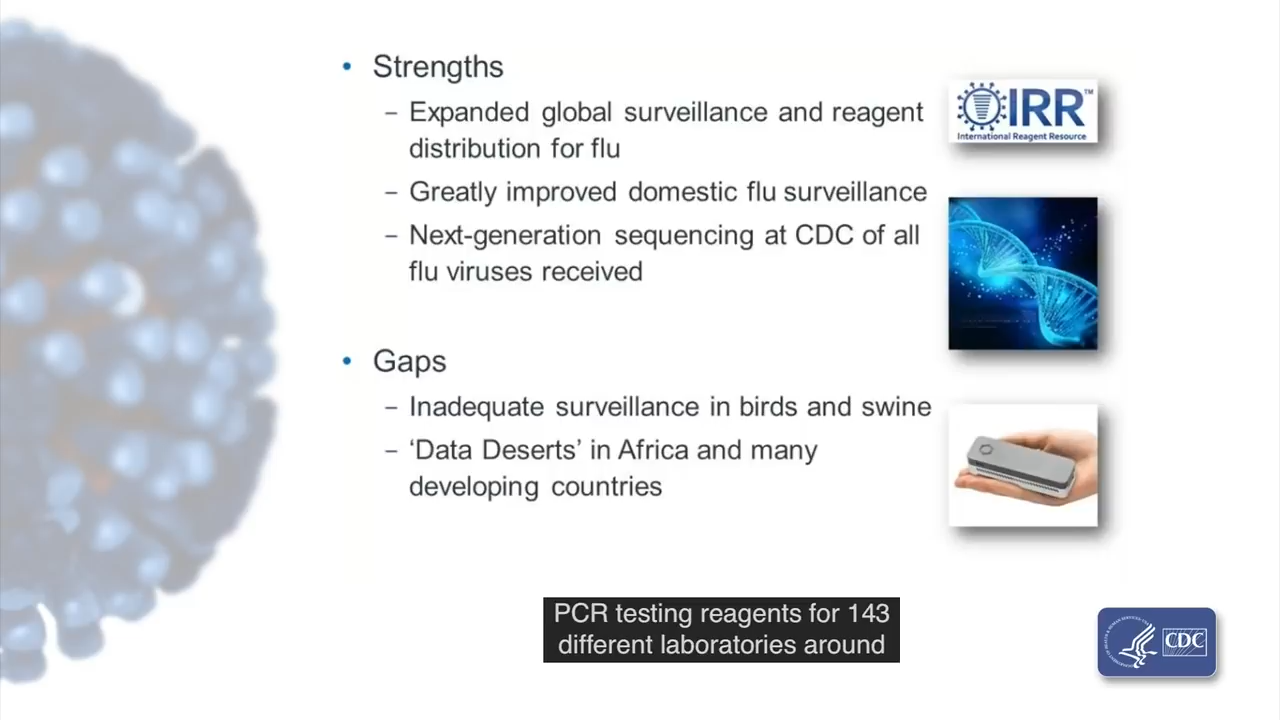 • Strengths
– Expanded global surveillance and reagent
distribution for flu
– Greatly improved domestic flu surveillance
– Next-generation sequencing at CDC of all
flu viruses received
• Gaps
– Inadequate surveillance in birds and swine
– ‘Data Deserts’ in Africa and many
developing countries
IRR™
International Reagent Resource
PCR testing reagents for 143
different laboratories around
CDC